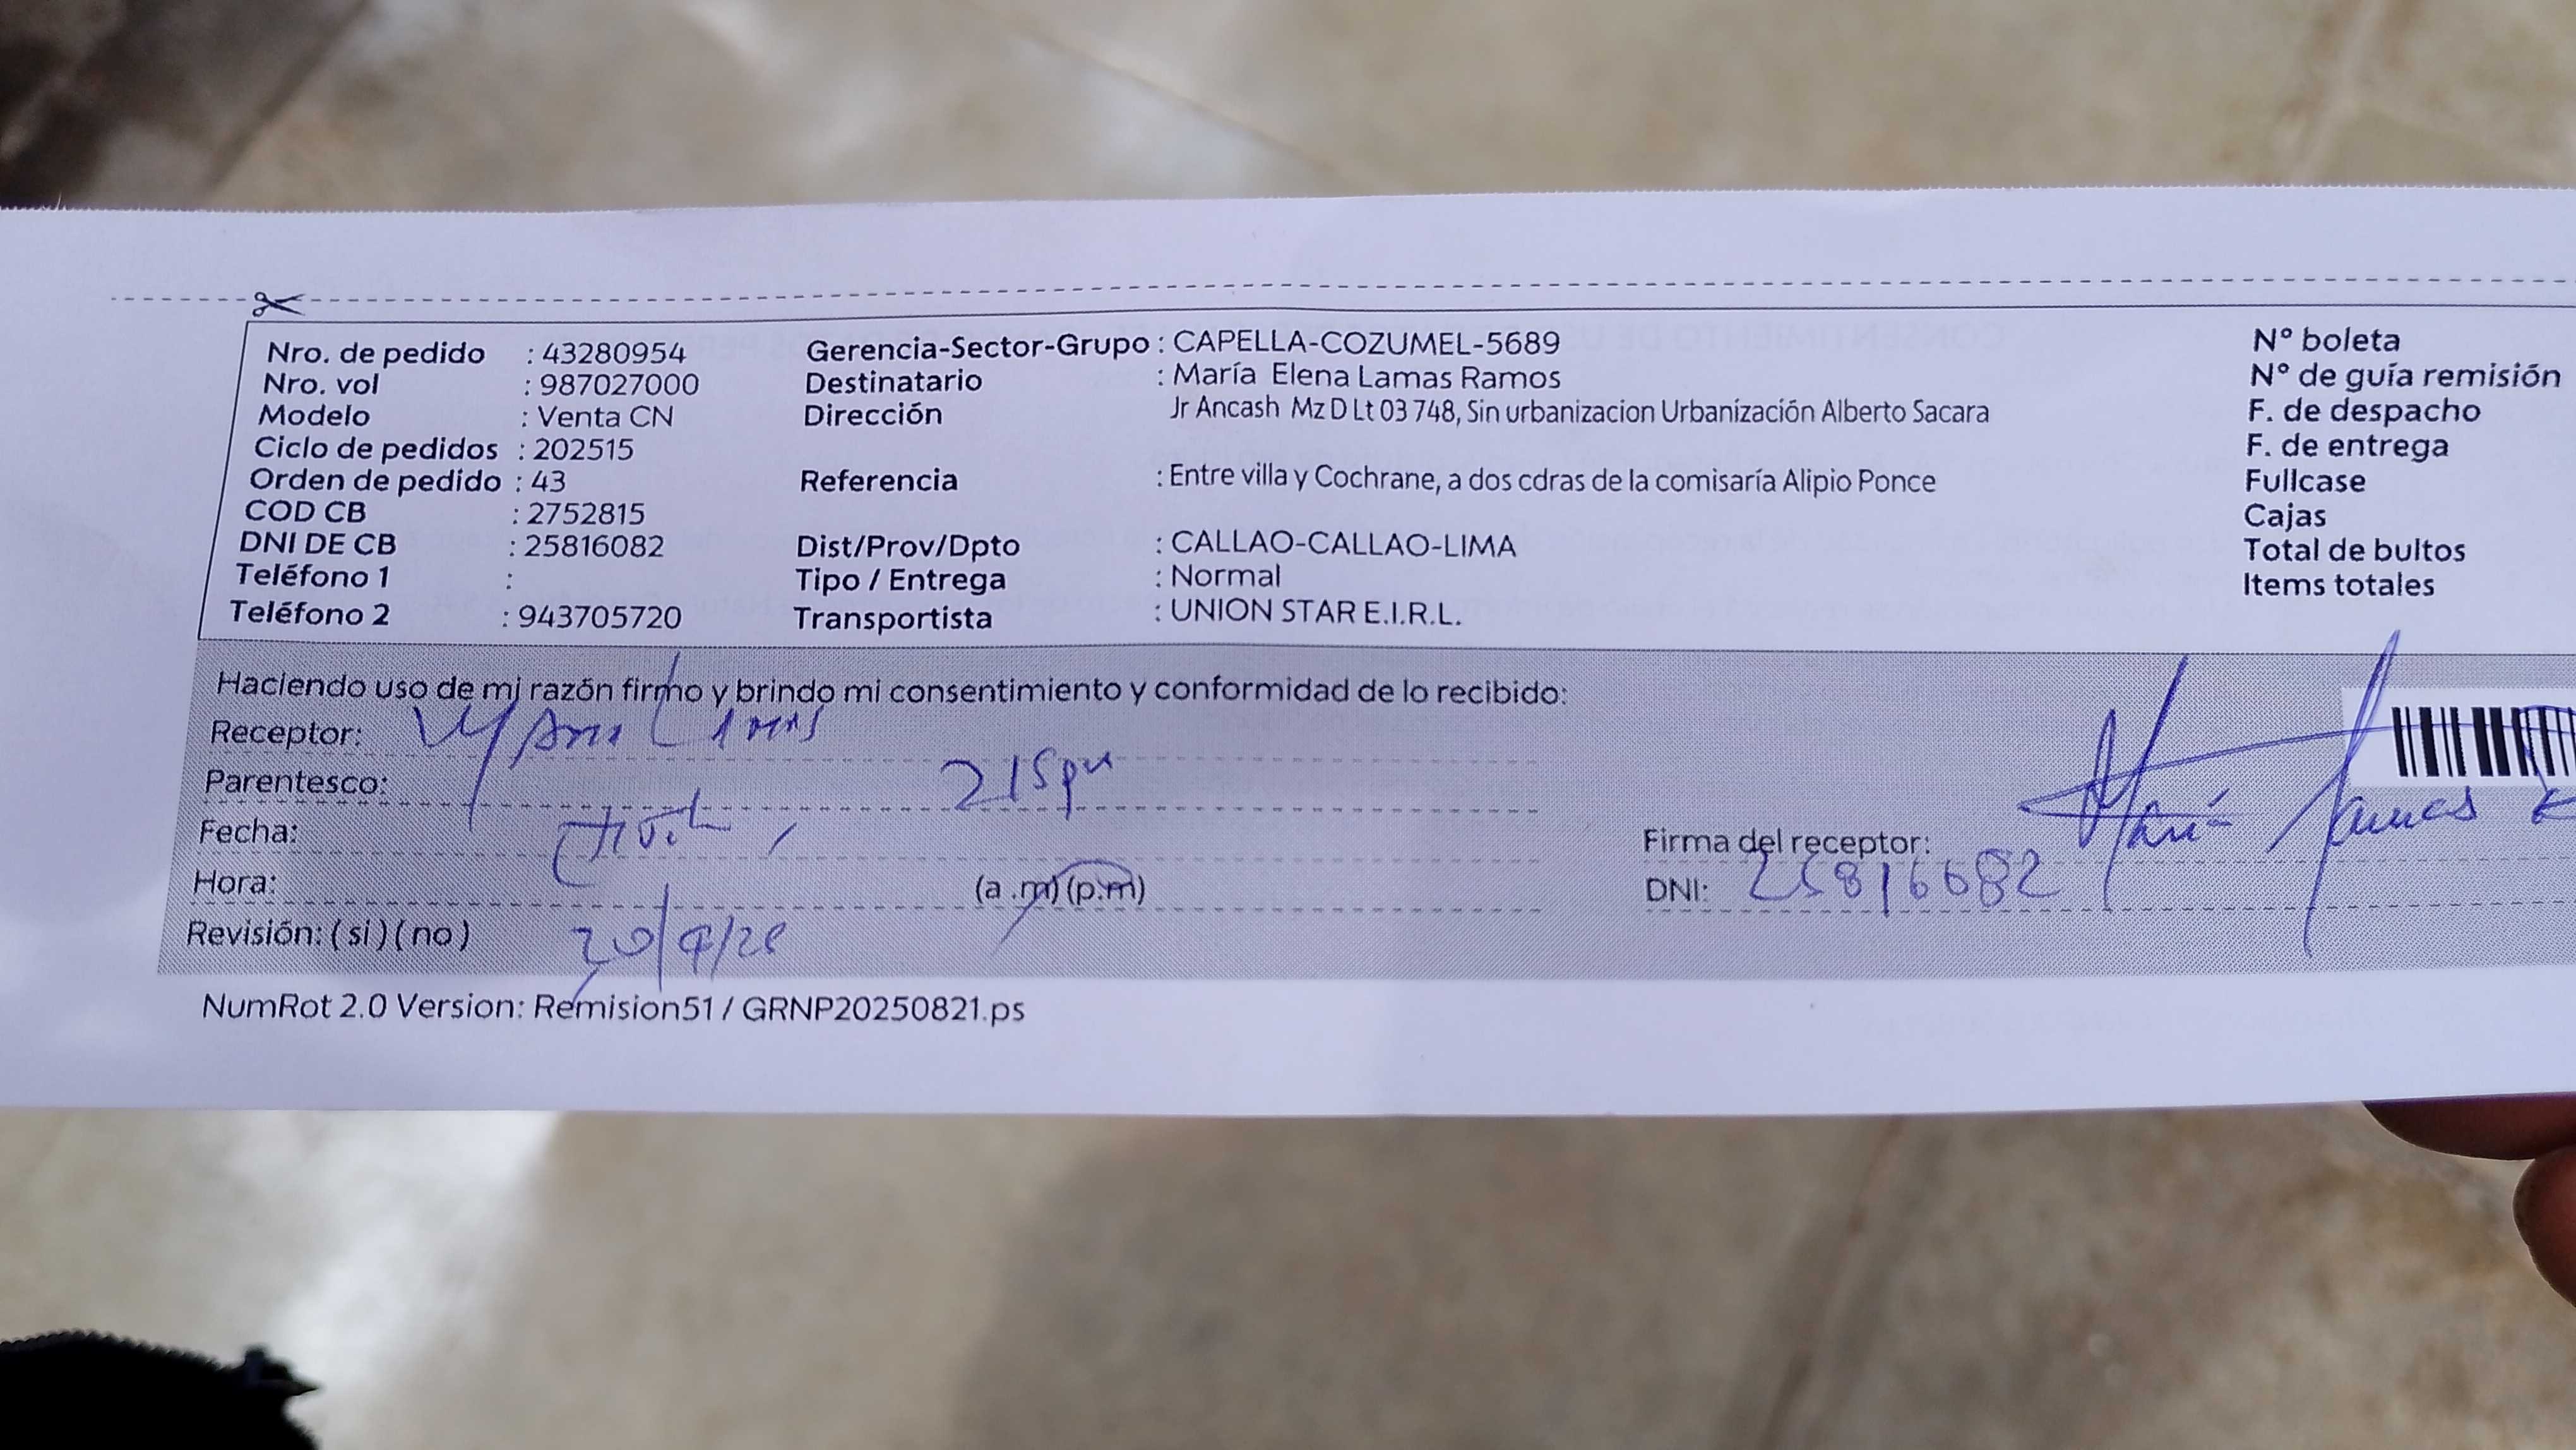 Nro. de pedido : 43280954
Nro. vol : 987027000
Modelo : Venta CN
Ciclo de pedidos : 202515
Orden de pedido : 43
COD CB : 2752815
DNI DE CB : 25816082
Teléfono 1 :
Teléfono 2 : 943705720
Gerencia-Sector-Grupo : CAPELLA-COZUMEL-5689
Destinatario : María Elena Lamas Ramos
Dirección Jr Ancash Mz D Lt 03 748, Sin urbanizacion Urbanización Alberto Sacara
Referencia : Entre villa y Cochrane, a dos cdras de la comisaría Alipio Ponce
Dist/Prov/Dpto : CALLAO-CALLAO-LIMA
Tipo / Entrega : Normal
Transportista : UNION STAR E.I.R.L.
Nº boleta
Nº de guía remisión
F. de despacho
F. de entrega
Fullcase
Cajas
Total de bultos
Items totales
Haciendo uso de mi razón firmo y brindo mi consentimiento y conformidad de lo recibido:
Receptor:
Parentesco: 215pm
Fecha:
Hora: (a .m) (p.m)
Revisión: ( si ) ( no )
Firma del receptor: María Lamas
DNI:
NumRot 2.0 Version: Remision51 / GRNP20250821.ps